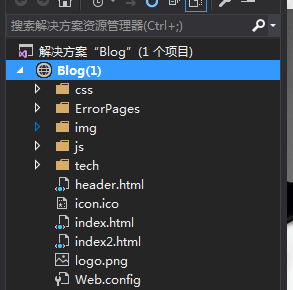 搜索解决方案资源管理器(Ctrl+;)
解决方案 "Blog" (1 个项目)
Blog(1)
css
ErrorPages
img
js
tech
header.html
icon.ico
index.html
index2.html
logo.png
Web.config